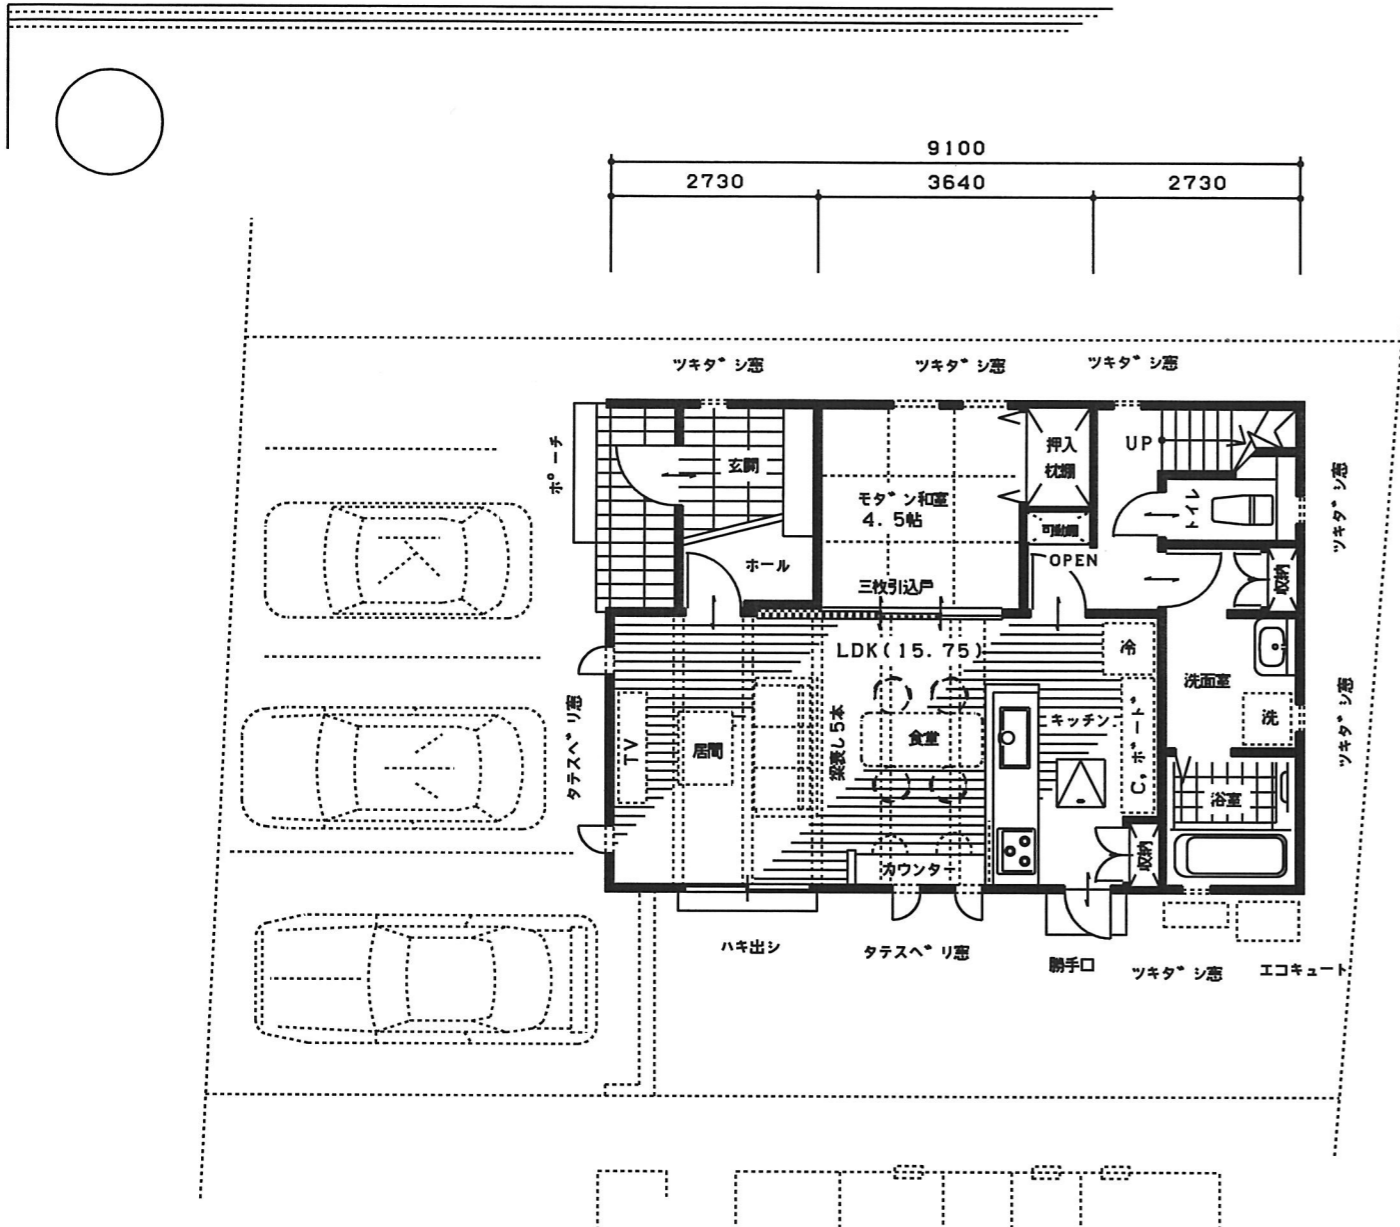 9100
2730
3640
2730
ツキダシ窓
ツキダシ窓
ツキダシ窓
ポーチ
玄関
ホール
モダン和室
4.5帖
押入
枕棚
可動棚
UP
トイレ
OPEN
収納
三枚引込戸
LDK(15.75)
冷
洗面室
洗
ツキダシ窓
ツキダシ窓
タテスベリ窓
TV
居間
梁表し5本
食堂
キッチン
C,ボード
浴室
カウンター
収納
ハキ出シ
タテスベリ窓
勝手口
ツキダシ窓
エコキュート